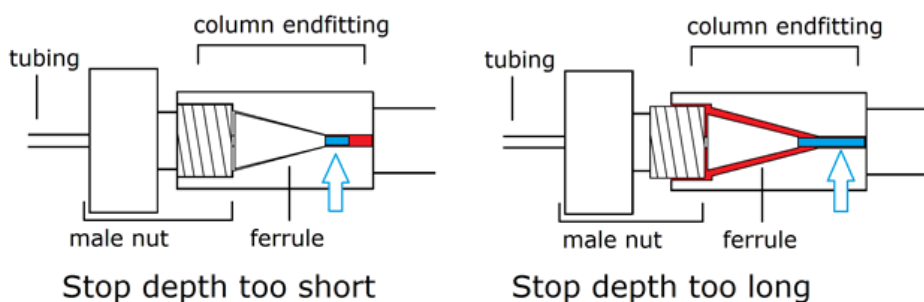 column endfitting
tubing
male nut
ferrule
Stop depth too short
column endfitting
tubing
male nut
ferrule
Stop depth too long